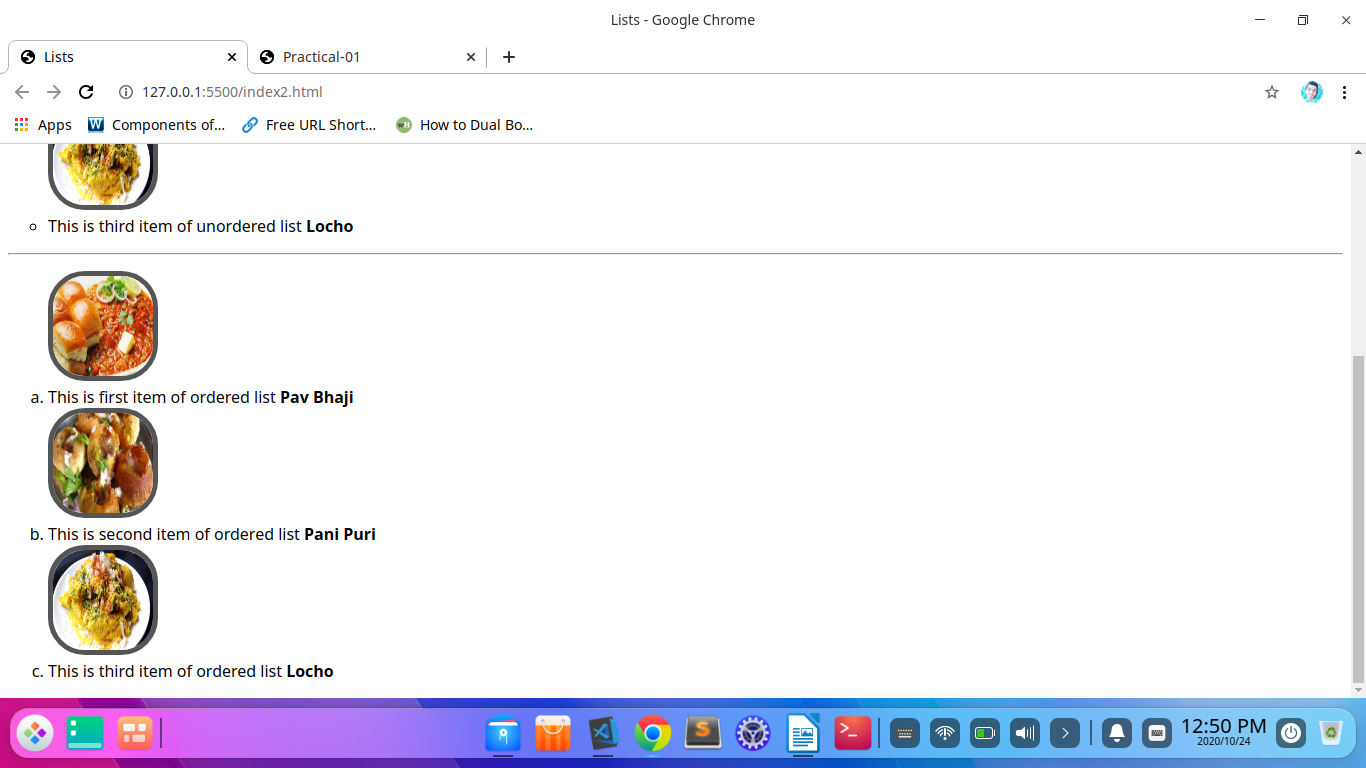 Lists - Google Chrome
Lists
Practical-01
127.0.0.1:5500/index2.html
Apps
Components of...
Free URL Short...
How to Dual Bo...
This is third item of unordered list Locho
a. This is first item of ordered list Pav Bhaji
b. This is second item of ordered list Pani Puri
c. This is third item of ordered list Locho
12:50 PM
2020/10/24